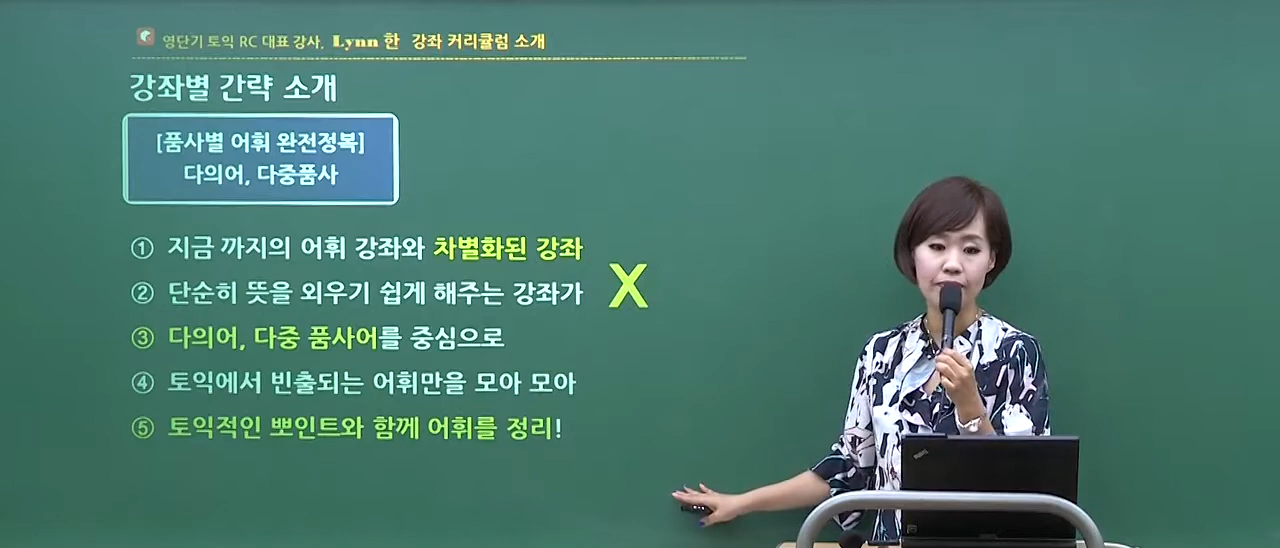 영단기 토익 RC 대표 강사, Lynn 한 강좌 커리큘럼 소개
강좌별 간략 소개
[품사별 어휘 완전정복]
다의어, 다중품사
① 지금 까지의 어휘 강좌와 차별화된 강좌
② 단순히 뜻을 외우기 쉽게 해주는 강좌가 X
③ 다의어, 다중 품사어를 중심으로
④ 토익에서 빈출되는 어휘만을 모아 모아
⑤ 토익적인 뽀인트와 함께 어휘를 정리!